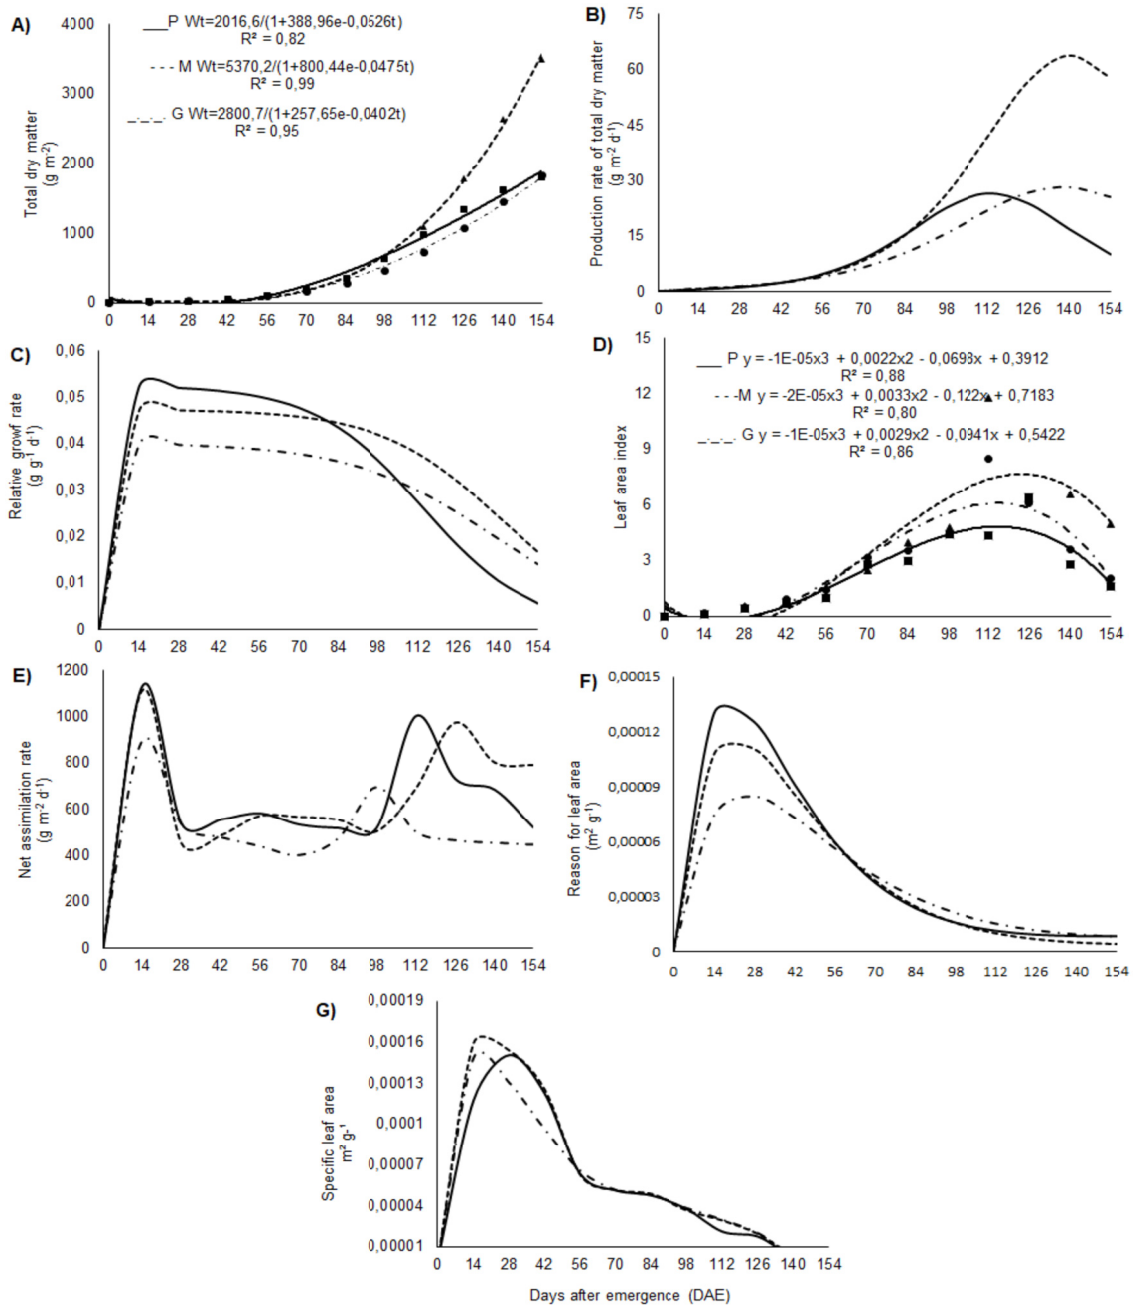 A)
Total dry matter
(g m⁻²)
4000
3000
2000
1000
0
P Wt=2016,6/(1+388,96e-0,0626t)
R² = 0,82
M Wt=5370,2/(1+800,44e-0,0475t)
R² = 0,99
G Wt=2800,7/(1+257,65e-0,0402t)
R² = 0,95
0 14 28 42 56 70 84 98 112 126 140 154
B)
Production rate of total dry matter
(g m⁻² d⁻¹)
75
60
45
30
15
0
0 14 28 42 56 70 84 98 112 126 140 154
C)
Relative growf rate
(g g⁻¹ d⁻¹)
0,06
0,05
0,04
0,03
0,02
0,01
0
0 14 28 42 56 70 84 98 112 126 140 154
D)
Leaf area index
15
12
9
6
3
0
P y = -1E-05x3 + 0,0022x2 - 0,0698x + 0,3912
R² = 0,88
M y = -2E-05x3 + 0,0033x2 - 0,122x + 0,7183
R² = 0,80
G y = -1E-05x3 + 0,0029x2 - 0,0941x + 0,5422
R² = 0,86
0 14 28 42 56 70 84 98 112 126 140 154
E)
Net assimilation rate
(g m⁻² d⁻¹)
1200
1000
800
600
400
200
0
0 14 28 42 56 70 84 98 112 126 140 154
F)
Reason for leaf area
(m² g⁻¹)
0,00015
0,00012
0,00009
0,00006
0,00003
0
0 14 28 42 56 70 84 98 112 126 140 154
G)
Specific leaf area
m² g-¹
0,00019
0,00016
0,00013
0,0001
0,00007
0,00004
0,00001
0 14 28 42 56 70 84 98 112 126 140 154
Days after emergence (DAE)